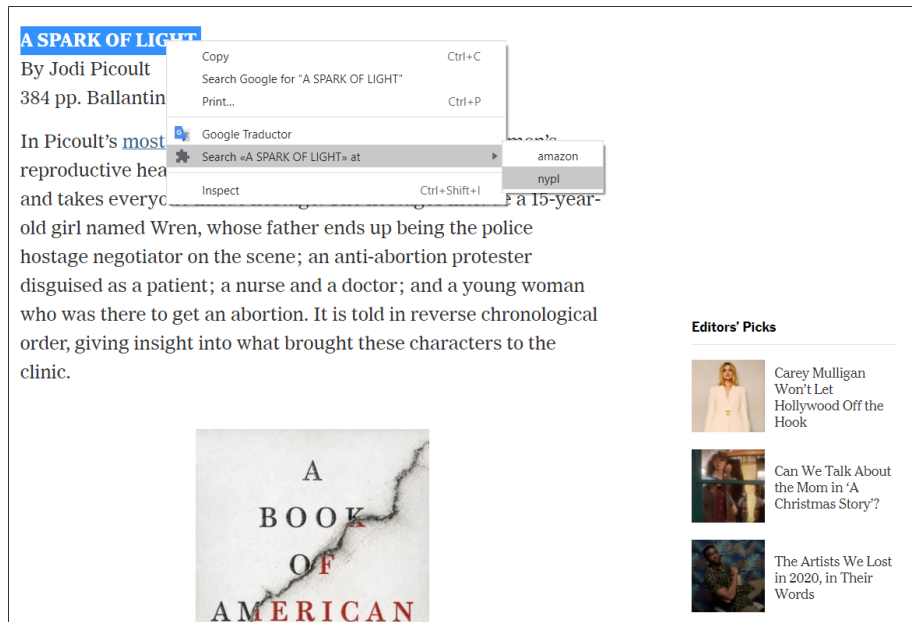 A SPARK OF LIGHT
By Jodi Picoult
384 pp. Ballantin
In Picoult’s most
reproductive hea
and takes everyo
a 15-year-
old girl named Wren, whose father ends up being the police
hostage negotiator on the scene; an anti-abortion protester
disguised as a patient; a nurse and a doctor; and a young woman
who was there to get an abortion. It is told in reverse chronological
order, giving insight into what brought these characters to the
clinic.
Copy Ctrl+C
Search Google for “A SPARK OF LIGHT”
Print... Ctrl+P
Google Traductor
Search «A SPARK OF LIGHT» at
Inspect Ctrl+Shift+I
amazon
nypl
A
BOOK
OF
AMERICAN
Editors’ Picks
Carey Mulligan
Won’t Let
Hollywood Off the
Hook
Can We Talk About
the Mom in ‘A
Christmas Story’?
The Artists We Lost
in 2020, in Their
Words